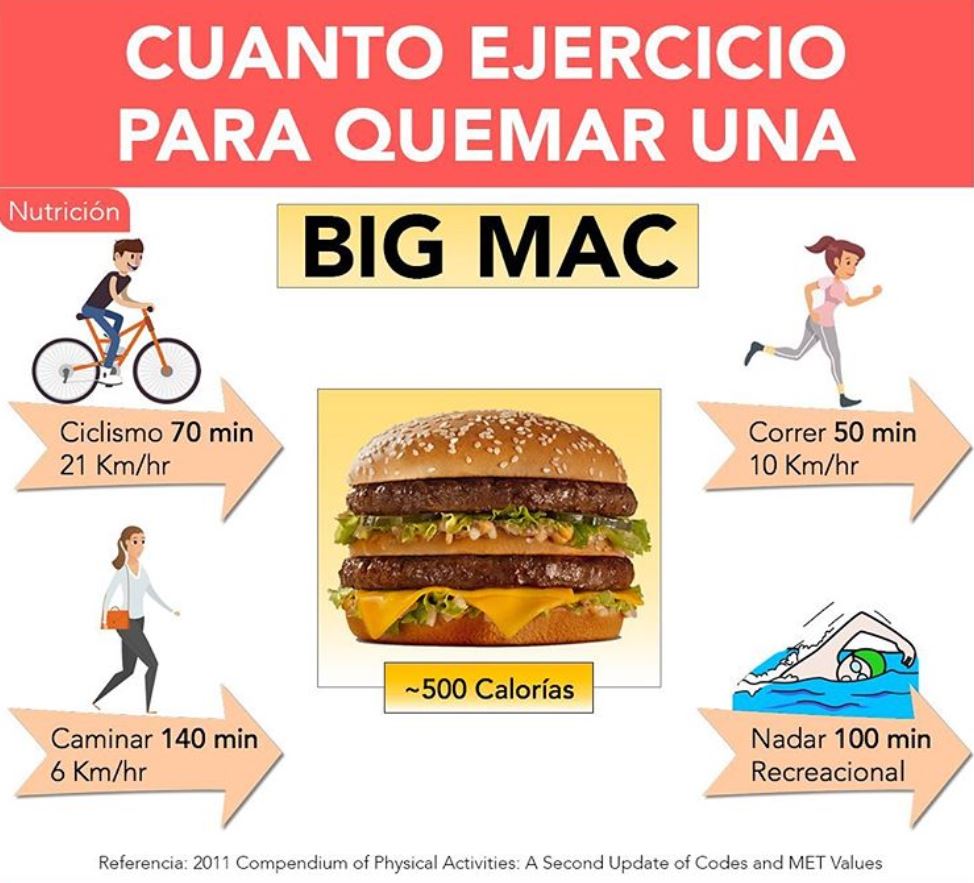 CUANTO EJERCICIO
PARA QUEMAR UNA
Nutrición
BIG MAC
Ciclismo 70 min
21 Km/hr
Correr 50 min
10 Km/hr
~500 Calorías
Caminar 140 min
6 Km/hr
Nadar 100 min
Recreacional
Referencia: 2011 Compendium of Physical Activities: A Second Update of Codes and MET Values